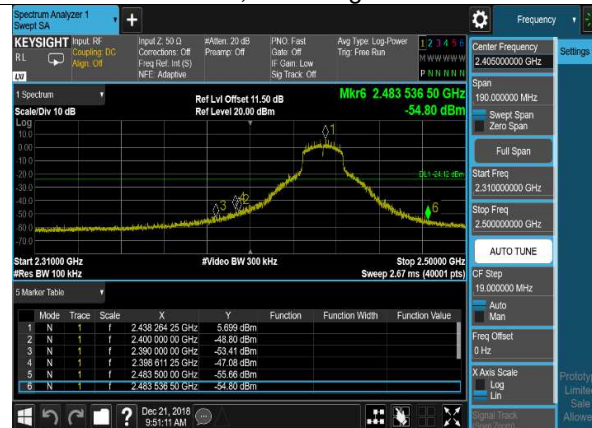 Spectrum Analyzer 1
Swept SA
+
Frequency
KEYSIGHT Input: RF
RL Coupling: DC
Align: Off
LXI
Input Z: 50 Ω
Corrections: Off
Freq Ref: Int (S)
NFE: Adaptive
#Atten: 20 dB
Preamp: Off
PNO: Fast
Gate: Off
IF Gain: Low
Sig Track: Off
Avg Type: Log-Power
Trig: Free Run
1 2 3 4 5 6
M W W W W W
P N N N N N
Center Frequency
2.405000000 GHz
Settings
Span
190.000000 MHz
Swept Span
Zero Span
Full Span
Start Freq
2.310000000 GHz
Stop Freq
2.500000000 GHz
AUTO TUNE
CF Step
19.000000 MHz
Auto
Man
Freq Offset
0 Hz
X Axis Scale
Log
Lin
Signal Track
1 Spectrum
Scale/Div 10 dB
Ref Lvl Offset 11.50 dB
Ref Level 20.00 dBm
Mkr6 2.483 536 50 GHz
-54.80 dBm
Log
10.0
0.00
-10.0
-20.0
-30.0
-40.0
-50.0
-60.0
-70.0
1
DL1 -24.12 dBm
3
2
6
Start 2.31000 GHz
#Res BW 100 kHz
#Video BW 300 kHz
Stop 2.50000 GHz
Sweep 2.67 ms (40001 pts)
5 Marker Table
Mode Trace Scale X Y Function Function Width Function Value
1 N 1 f 2.438 264 25 GHz 5.699 dBm
2 N 1 f 2.400 000 00 GHz -48.80 dBm
3 N 1 f 2.390 000 00 GHz -53.41 dBm
4 N 1 f 2.398 611 25 GHz -47.08 dBm
5 N 1 f 2.483 500 00 GHz -55.66 dBm
6 N 1 f 2.483 536 50 GHz -54.80 dBm
?
Dec 21, 2018
9:51:11 AM